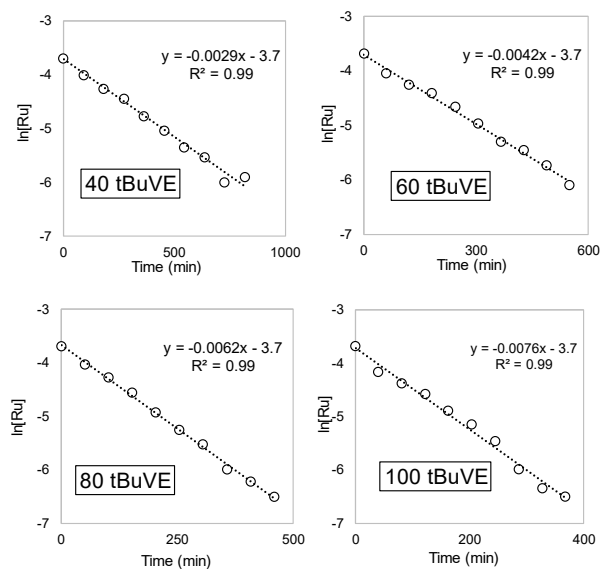 -3
-4
-5
-6
-7
ln[Ru]
y = -0.0029x - 3.7
R² = 0.99
40 tBuVE
0
500
1000
Time (min)
-3
-4
-5
-6
-7
ln[Ru]
y = -0.0042x - 3.7
R² = 0.99
60 tBuVE
0
300
600
Time (min)
-3
-4
-5
-6
-7
ln[Ru]
y = -0.0062x - 3.7
R² = 0.99
80 tBuVE
0
250
500
Time (min)
-3
-4
-5
-6
-7
ln[Ru]
y = -0.0076x - 3.7
R² = 0.99
100 tBuVE
0
200
400
Time (min)